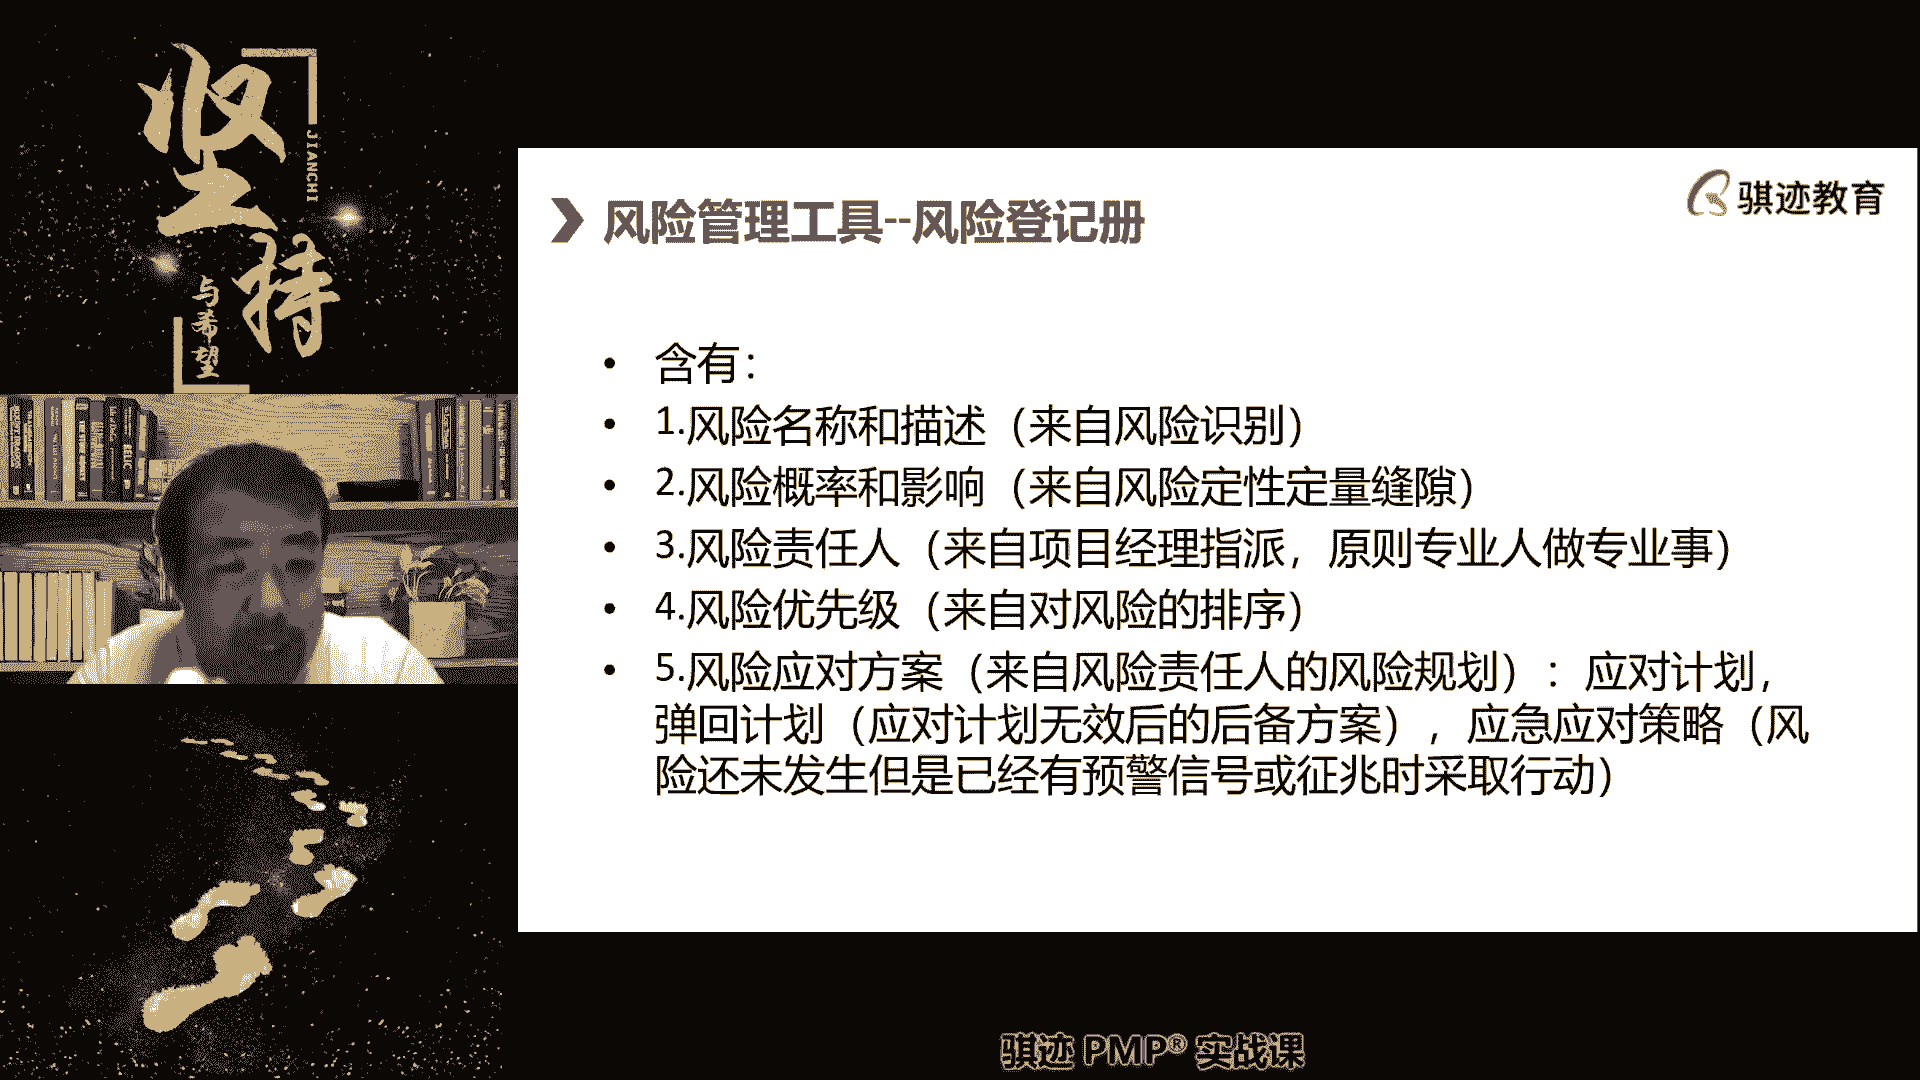 坚持
JIANCHI
与希望
骐迹教育
风险管理工具--风险登记册
• 含有：
• 1.风险名称和描述（来自风险识别）
• 2.风险概率和影响（来自风险定性定量缝隙）
• 3.风险责任人（来自项目经理指派，原则专业人做专业事）
• 4.风险优先级（来自对风险的排序）
• 5.风险应对方案（来自风险责任人的风险规划）：应对计划，
弹回计划（应对计划无效后的后备方案），应急应对策略（风
险还未发生但是已经有预警信号或征兆时采取行动）
骐迹 PMP® 实战课